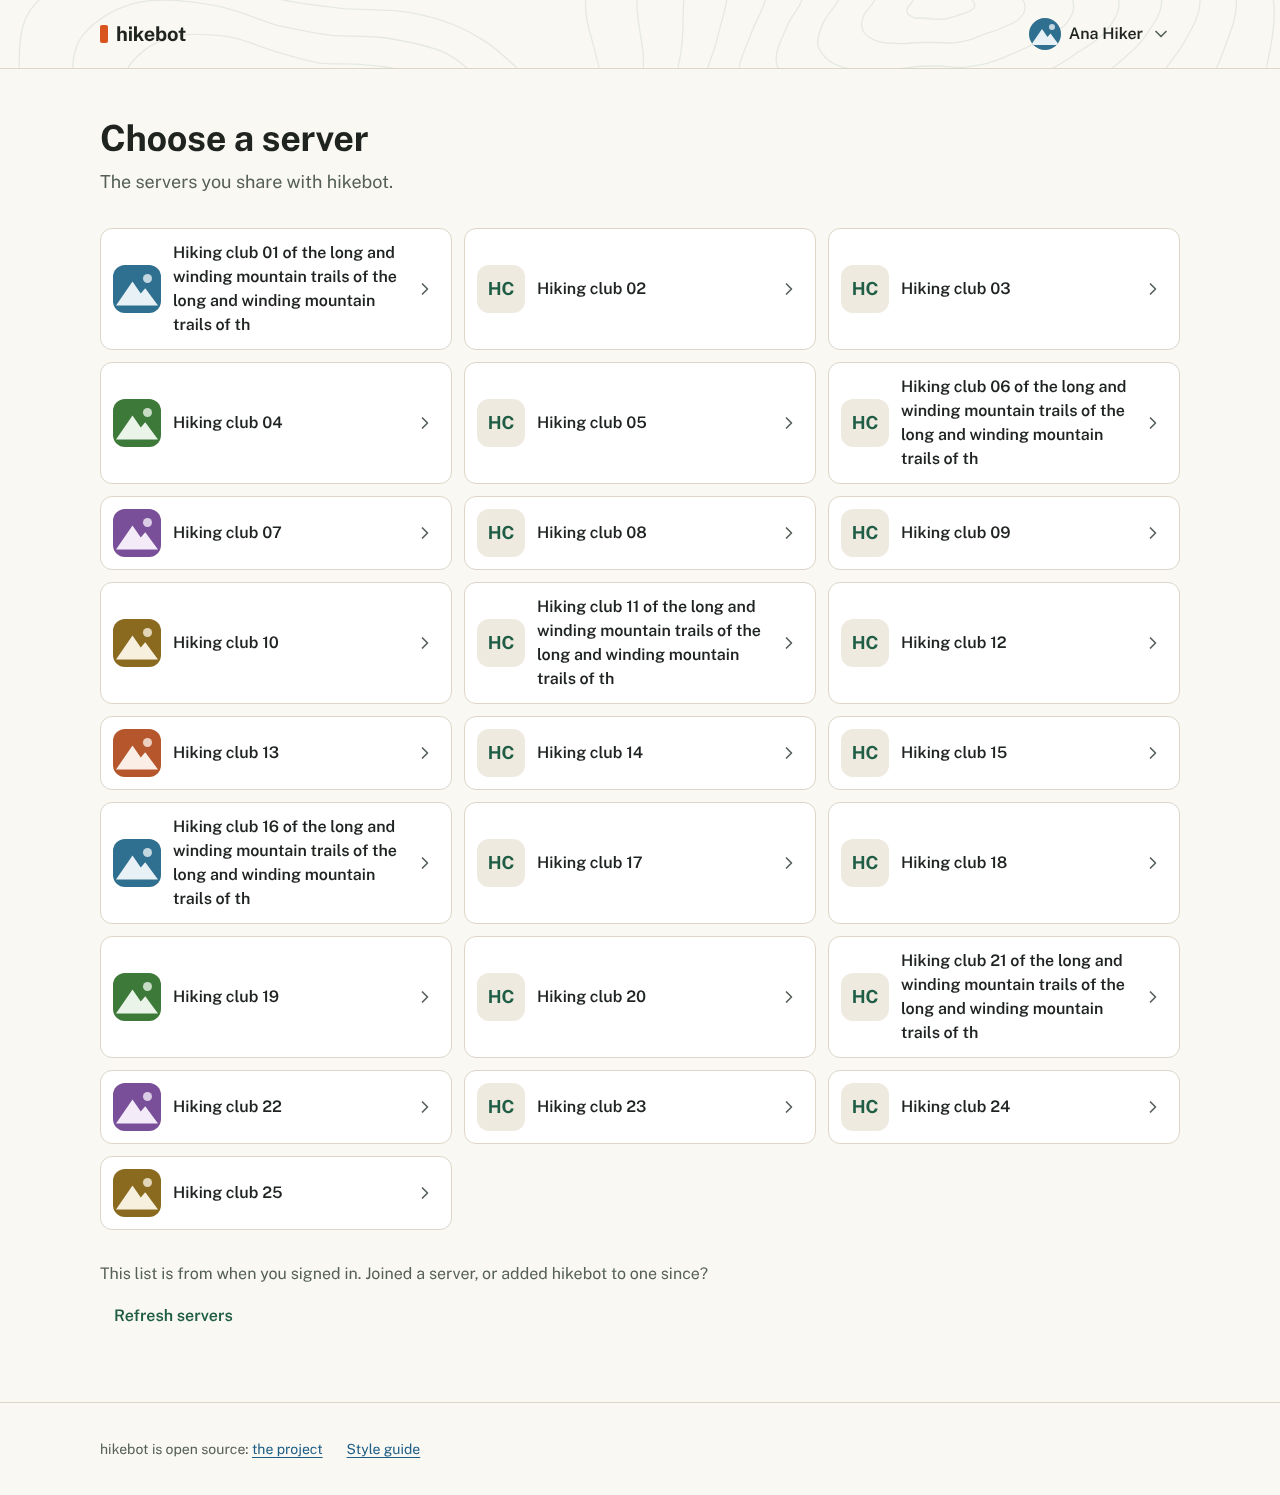 hikebot
Ana Hiker
Choose a server
The servers you share with hikebot.
Hiking club 01 of the long and
winding mountain trails of the
long and winding mountain
trails of th
HC
Hiking club 02
HC
Hiking club 03
Hiking club 04
HC
Hiking club 05
HC
Hiking club 06 of the long and
winding mountain trails of the
long and winding mountain
trails of th
Hiking club 07
HC
Hiking club 08
HC
Hiking club 09
Hiking club 10
HC
Hiking club 11 of the long and
winding mountain trails of the
long and winding mountain
trails of th
HC
Hiking club 12
Hiking club 13
HC
Hiking club 14
HC
Hiking club 15
Hiking club 16 of the long and
winding mountain trails of the
long and winding mountain
trails of th
HC
Hiking club 17
HC
Hiking club 18
Hiking club 19
HC
Hiking club 20
HC
Hiking club 21 of the long and
winding mountain trails of the
long and winding mountain
trails of th
Hiking club 22
HC
Hiking club 23
HC
Hiking club 24
Hiking club 25
This list is from when you signed in. Joined a server, or added hikebot to one since?
Refresh servers
hikebot is open source: the project
Style guide